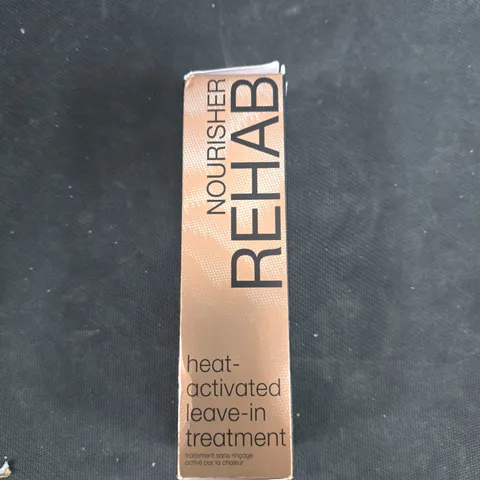 NOURISHER
REHAB
heat-
activated
leave-in
treatment
traitement sans rinçage
activé par la chaleur